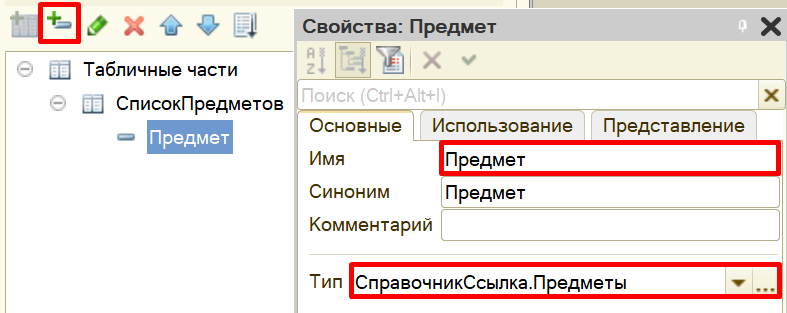 Табличные части
СписокПредметов
Предмет
Свойства: Предмет
A
Z
Поиск (Ctrl+Alt+I)
Основные
Использование
Представление
Имя
Предмет
Синоним
Предмет
Комментарий
Тип
СправочникСсылка.Предметы
...